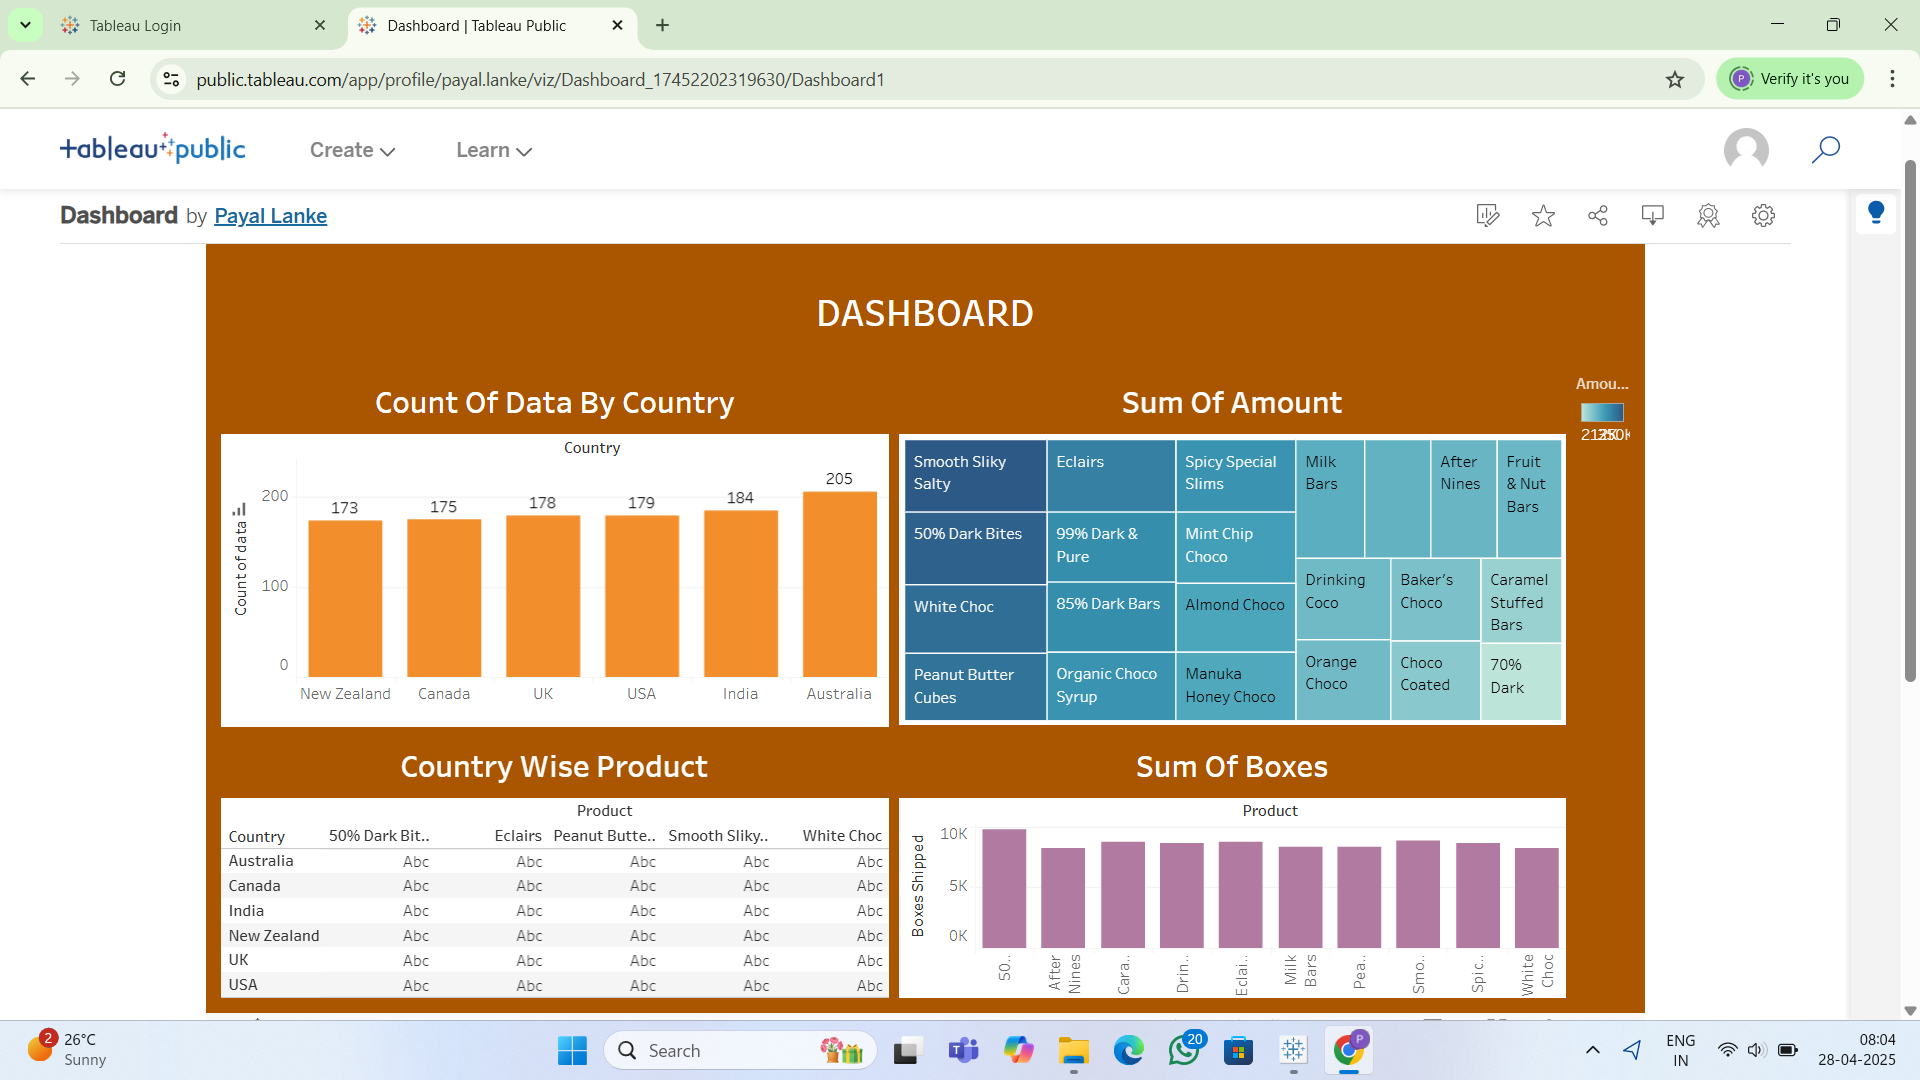 Tableau Login
Dashboard | Tableau Public
public.tableau.com/app/profile/payal.lanke/viz/Dashboard_17452202319630/Dashboard1
P
Verify it's you
+ableau+public
Create
Learn
Dashboard by Payal Lanke
DASHBOARD
Count Of Data By Country
Country
Count of data
200
100
0
173
175
178
179
184
205
New Zealand
Canada
UK
USA
India
Australia
Sum Of Amount
Amou...
Smooth Sliky
Salty
50% Dark Bites
White Choc
Peanut Butter
Cubes
Eclairs
99% Dark &
Pure
85% Dark Bars
Organic Choco
Syrup
Spicy Special
Slims
Mint Chip
Choco
Almond Choco
Manuka
Honey Choco
Milk
Bars
After
Nines
Fruit
& Nut
Bars
Drinking
Coco
Baker’s
Choco
Caramel
Stuffed
Bars
Orange
Choco
Choco
Coated
70%
Dark
Country Wise Product
Product
Country 50% Dark Bit.. Eclairs Peanut Butte.. Smooth Sliky.. White Choc
Australia Abc Abc Abc Abc Abc
Canada Abc Abc Abc Abc Abc
India Abc Abc Abc Abc Abc
New Zealand Abc Abc Abc Abc Abc
UK Abc Abc Abc Abc Abc
USA Abc Abc Abc Abc Abc
Sum Of Boxes
Product
Boxes Shipped
10K
5K
0K
50..
After
Nines
Cara..
Drin..
Eclai..
Milk
Bars
Pea..
Smo..
Spic..
White
Choc
2
26°C
Sunny
Search
20
P
ENG
IN
08:04
28-04-2025